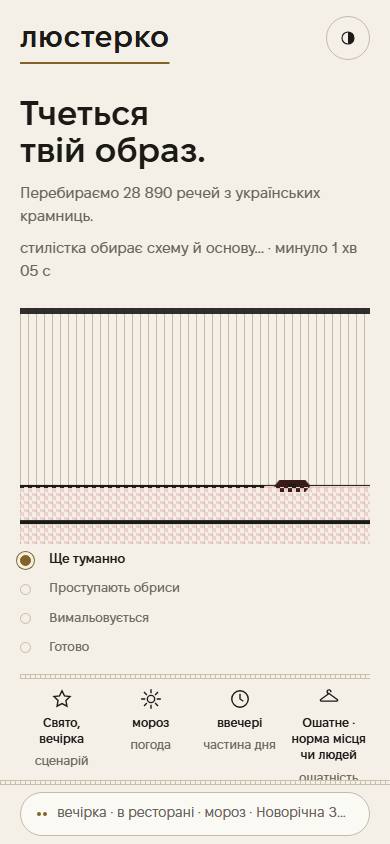 люстерко
Тчеться
твій образ.
Перебираємо 28 890 речей з українських
крамниць.
стилістка обирає схему й основу... · минуло 1 хв
05 с
Ще туманно
Проступають обриси
Вимальовується
Готово
Свято,
вечірка
сценарій
мороз
погода
ввечері
частина дня
Ошатне ·
норма місця
чи людей
ошатність
вечірка · в ресторані · мороз · Новорічна З...